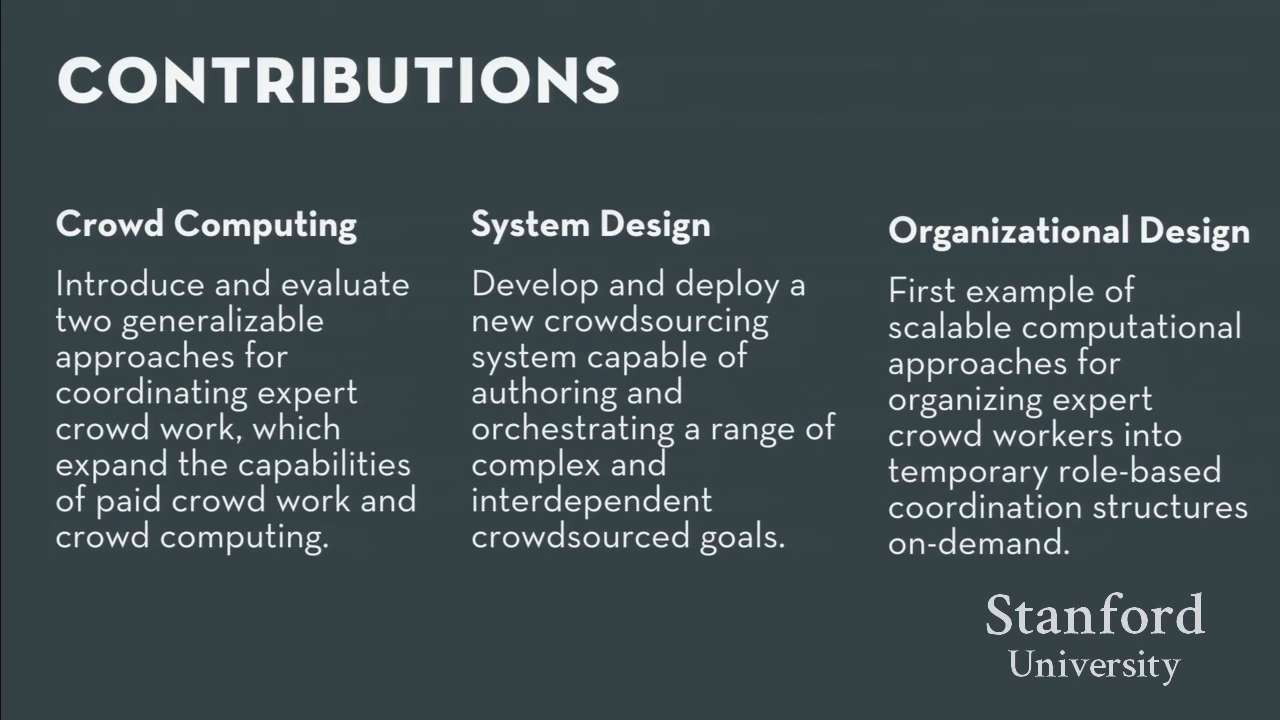 CONTRIBUTIONS
Crowd Computing
Introduce and evaluate
two generalizable
approaches for
coordinating expert
crowd work, which
expand the capabilities
of paid crowd work and
crowd computing.
System Design
Develop and deploy a
new crowdsourcing
system capable of
authoring and
orchestrating a range of
complex and
interdependent
crowdsourced goals.
Organizational Design
First example of
scalable computational
approaches for
organizing expert
crowd workers into
temporary role-based
coordination structures
on-demand.
Stanford
University